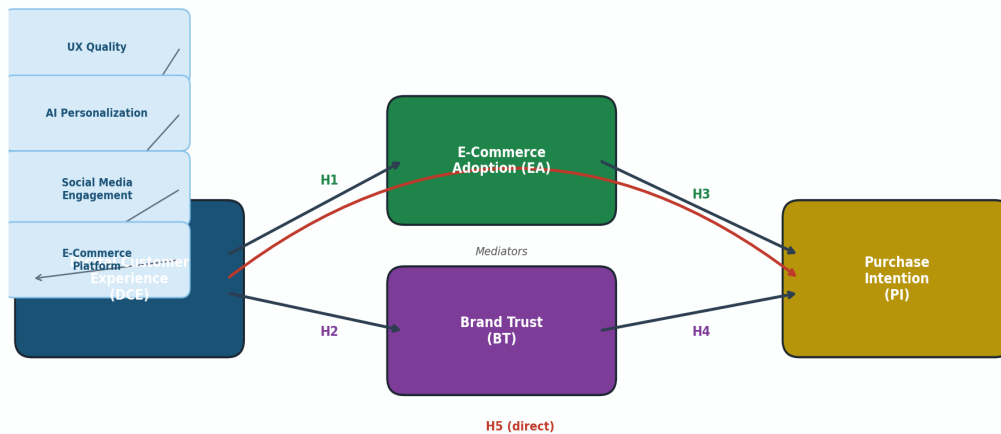 UX Quality
AI Personalization
Social Media
Engagement
E-Commerce
Platform
Customer
Experience
(DCE)
H1
H2
E-Commerce
Adoption (EA)
Mediators
Brand Trust
(BT)
H3
H4
Purchase
Intention
(PI)
H5 (direct)